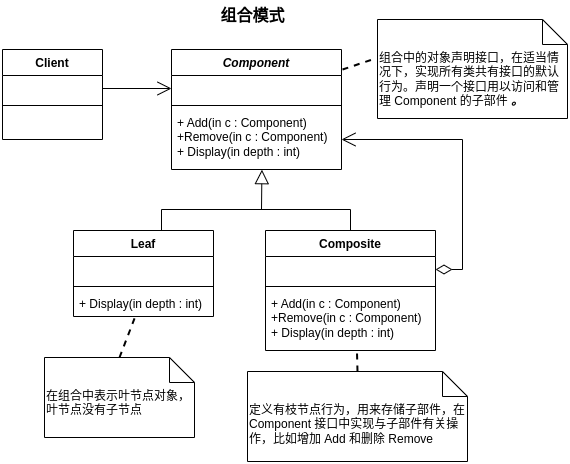 组合模式
Client
Component
+ Add(in c : Component)
+Remove(in c : Component)
+ Display(in depth : int)
组合中的对象声明接口，在适当情
况下，实现所有类共有接口的默认
行为。声明一个接口用以访问和管
理 Component 的子部件 。
Leaf
+ Display(in depth : int)
Composite
+ Add(in c : Component)
+Remove(in c : Component)
+ Display(in depth : int)
在组合中表示叶节点对象，
叶节点没有子节点
定义有枝节点行为，用来存储子部件，在
Component 接口中实现与子部件有关操
作，比如增加 Add 和删除 Remove